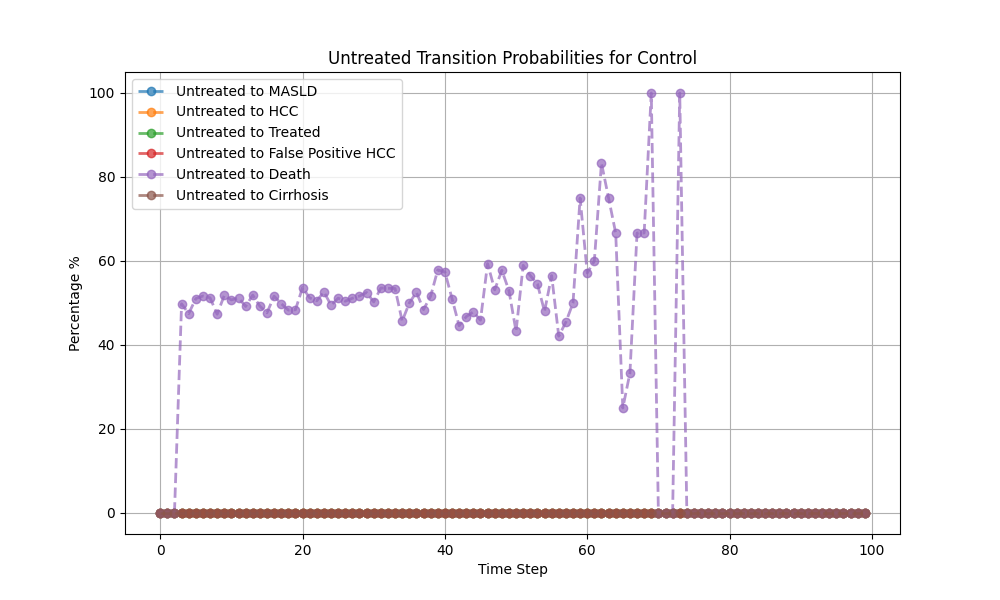 Untreated Transition Probabilities for Control
Untreated to MASLD
Untreated to HCC
Untreated to Treated
Untreated to False Positive HCC
Untreated to Death
Untreated to Cirrhosis
Percentage %
100
80
60
40
20
0
0 20 40 60 80 100
Time Step